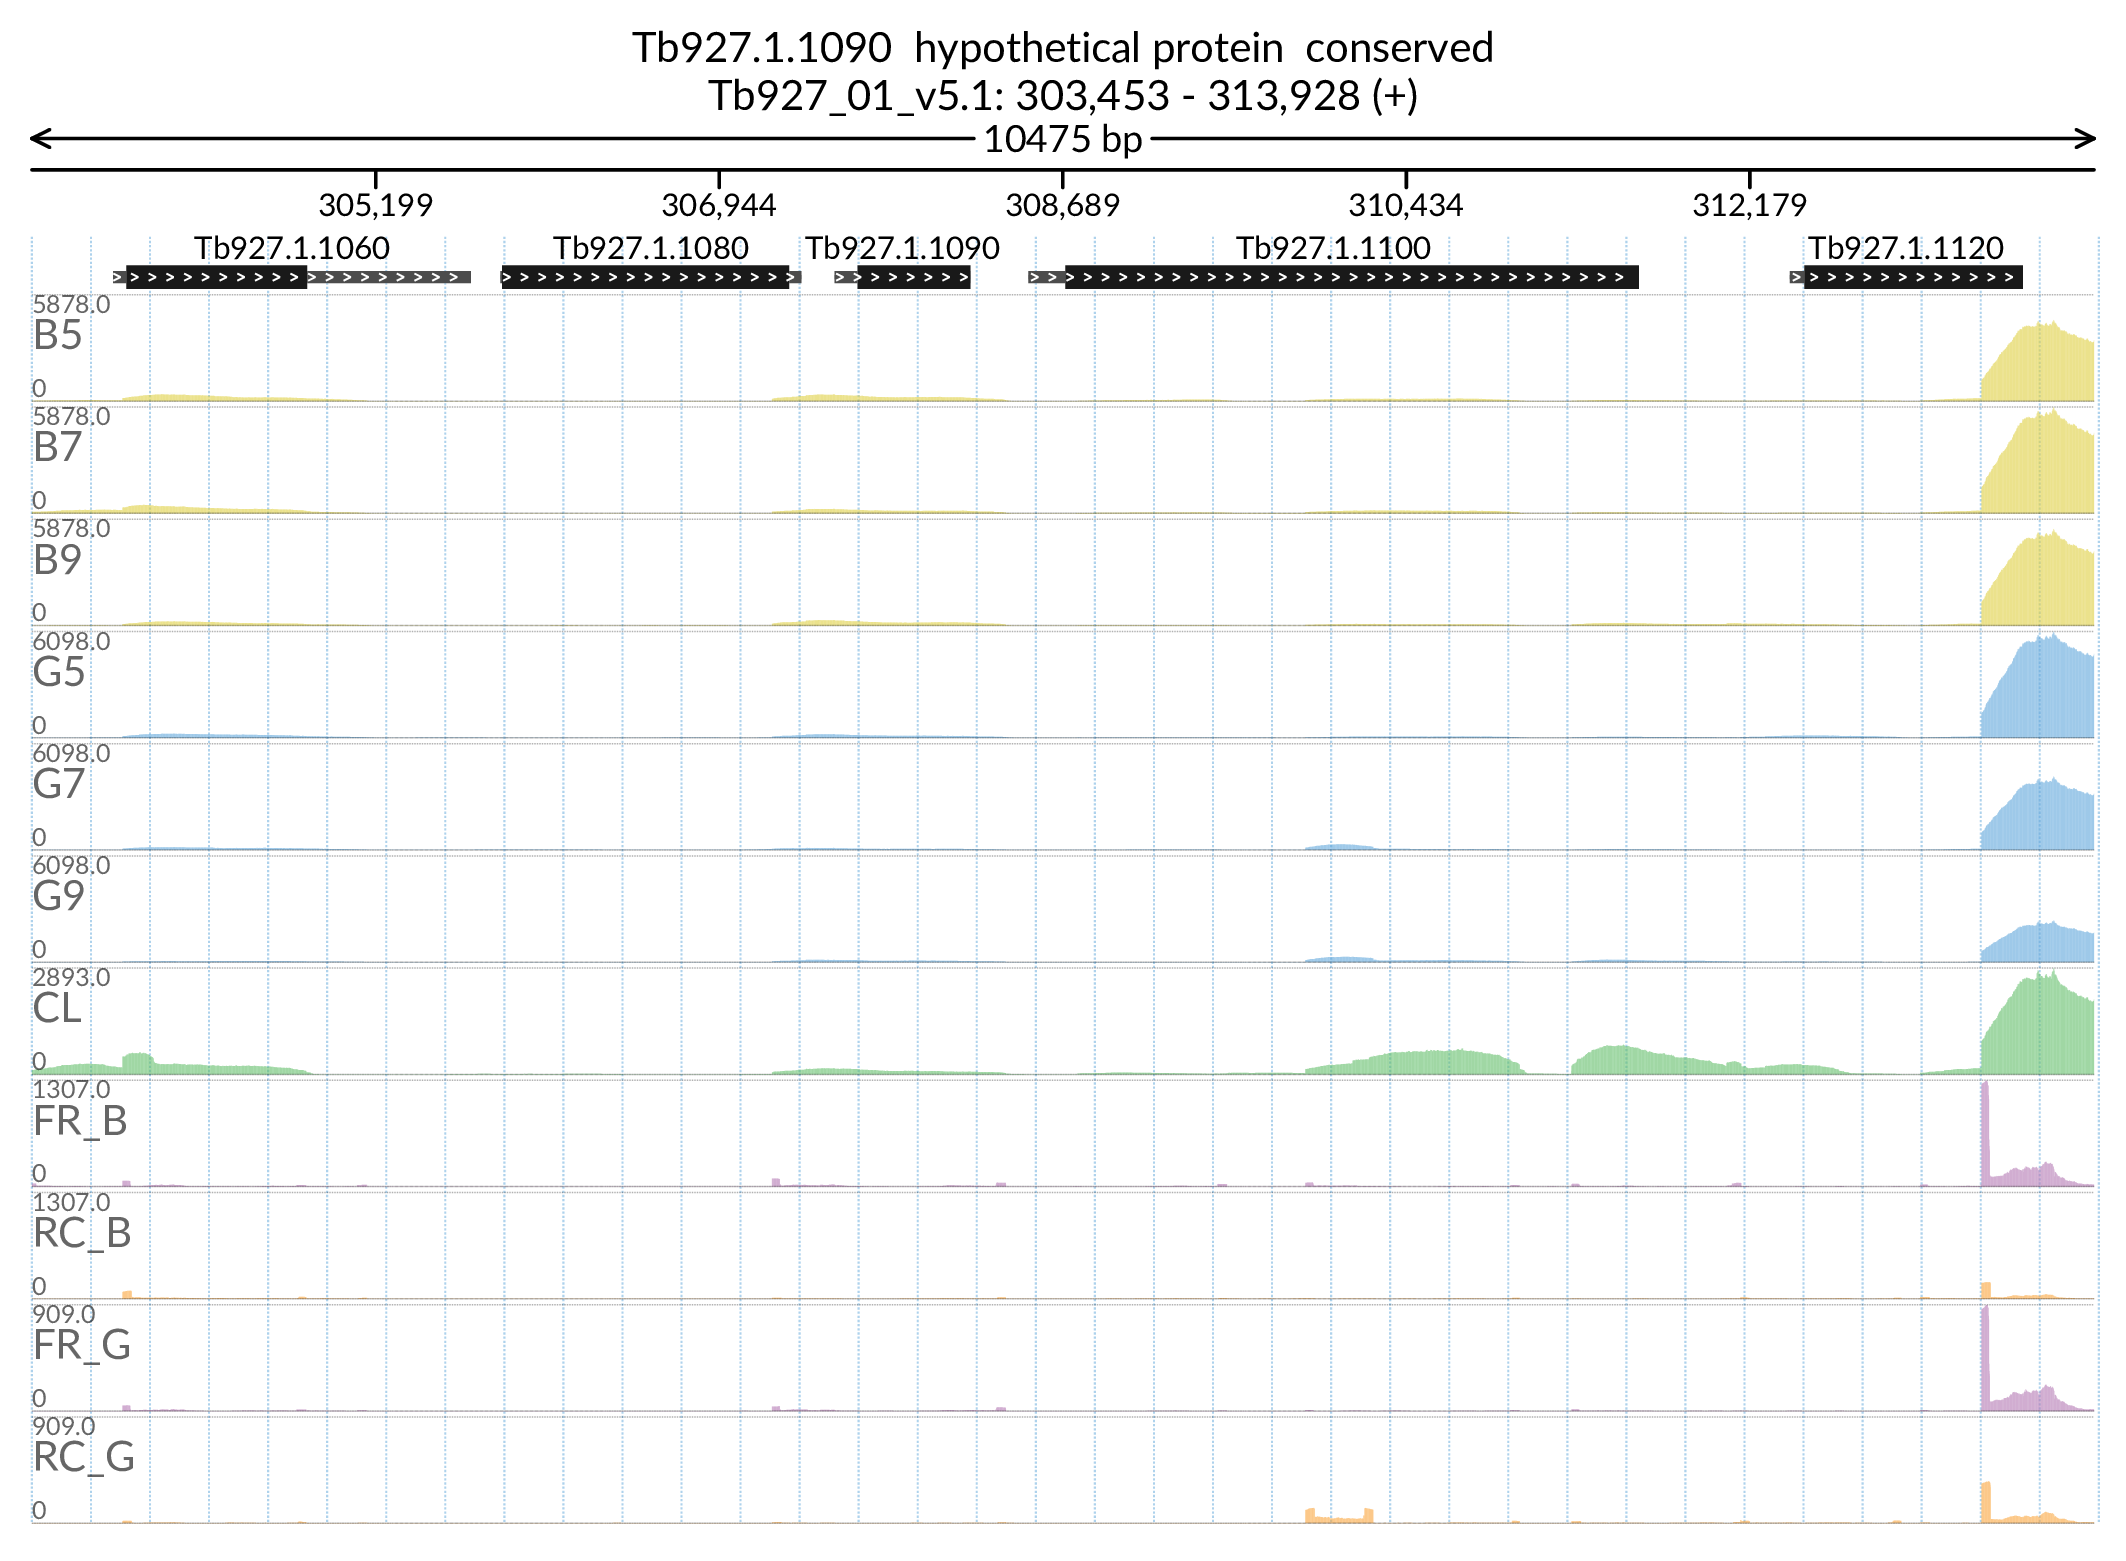 Tb927.1.1090 hypothetical protein conserved
Tb927_01_v5.1: 303,453 - 313,928 (+)
10475 bp
305,199 306,944 308,689 310,434 312,179
Tb927.1.1060 Tb927.1.1080 Tb927.1.1090 Tb927.1.1100 Tb927.1.1120
5878.0
B5
0
5878.0
B7
0
5878.0
B9
0
6098.0
G5
0
6098.0
G7
0
6098.0
G9
0
2893.0
CL
0
1307.0
FR_B
0
1307.0
RC_B
0
909.0
FR_G
0
909.0
RC_G
0